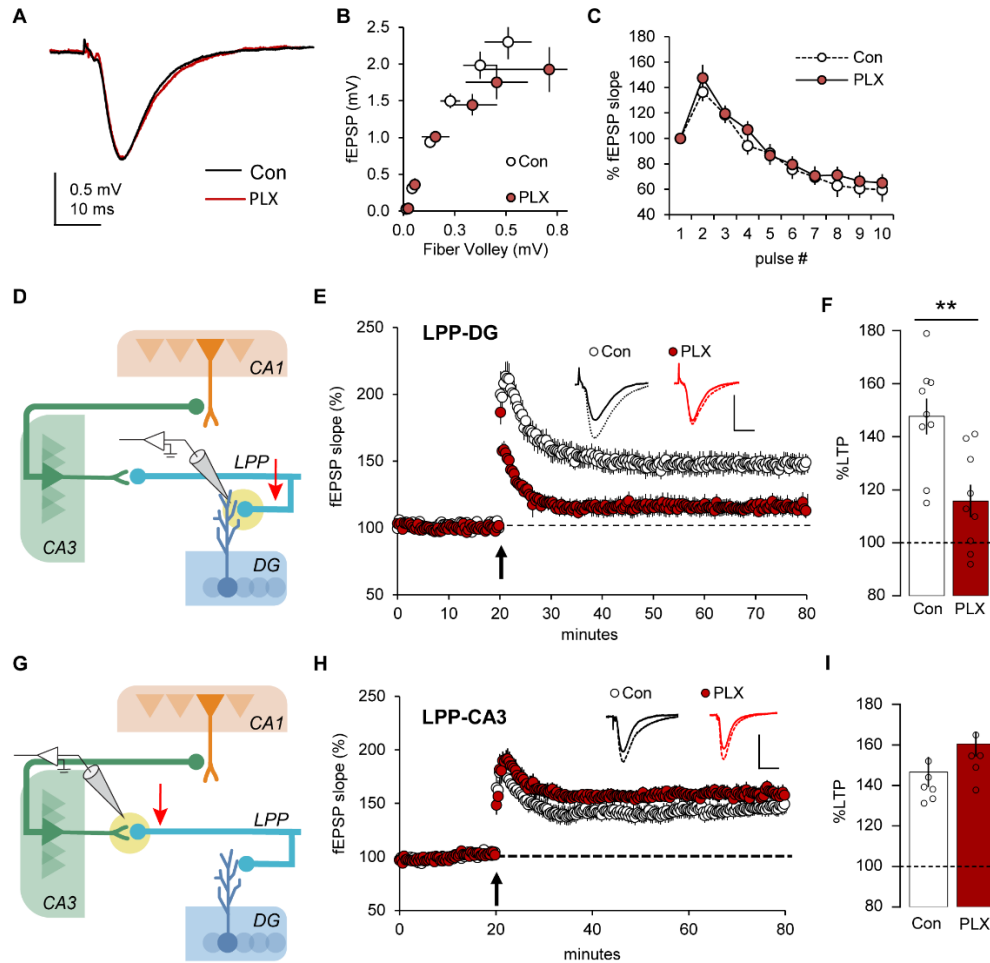 A
Con
PLX
0.5 mV
10 ms
B
fEPSP (mV)
2.5
2.0
1.5
1.0
0.5
0.0
Con
PLX
0.0 0.3 0.5 0.8
Fiber Volley (mV)
C
% fEPSP slope
160
140
120
100
80
60
40
Con
PLX
1 2 3 4 5 6 7 8 9 10
pulse #
D
CA1
LPP
CA3
DG
E
LPP-DG
fEPSP slope (%)
250
200
150
100
50
Con PLX
0 10 20 30 40 50 60 70 80
minutes
F
**
%LTP
180
160
140
120
100
80
Con PLX
G
CA1
LPP
CA3
DG
H
LPP-CA3
fEPSP slope (%)
250
200
150
100
50
Con PLX
0 20 40 60 80
minutes
I
%LTP
180
160
140
120
100
80
Con PLX